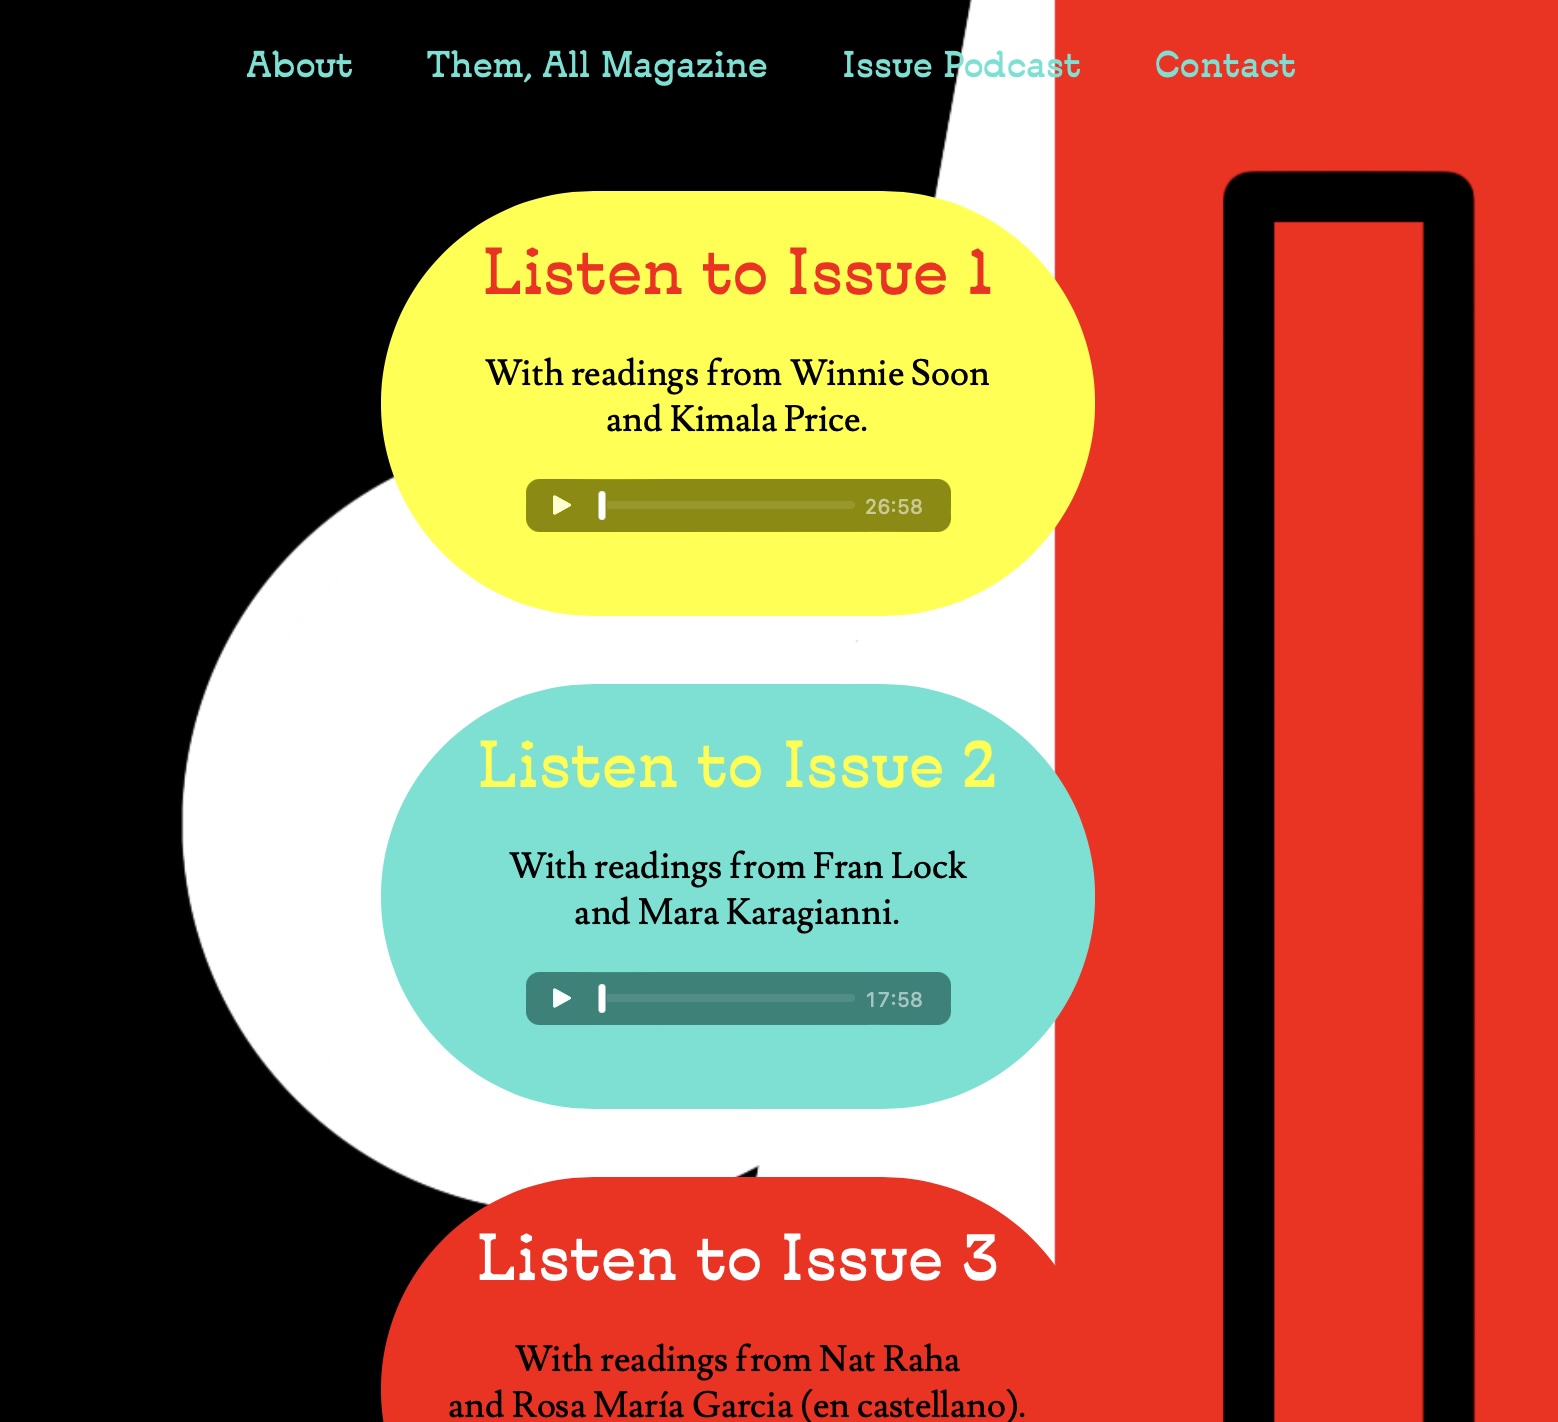 About Them, All Magazine Issue Podcast Contact
Listen to Issue 1
With readings from Winnie Soon
and Kimala Price.
26:58
Listen to Issue 2
With readings from Fran Lock
and Mara Karagianni.
17:58
Listen to Issue 3
With readings from Nat Raha
and Rosa María Garcia (en castellano).